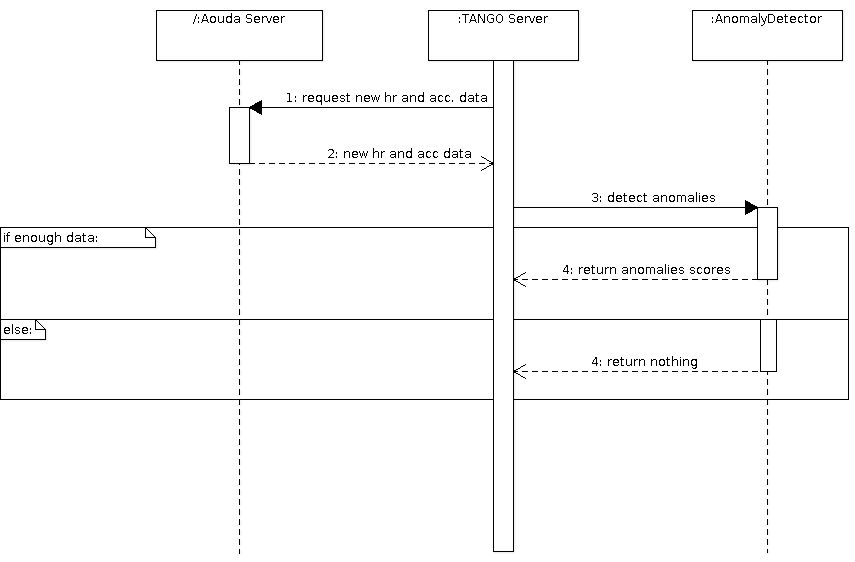 /:Aouda Server
:TANGO Server
:AnomalyDetector
1: request new hr and acc. data
2: new hr and acc data
3: detect anomalies
if enough data:
4: return anomalies scores
else:
4: return nothing